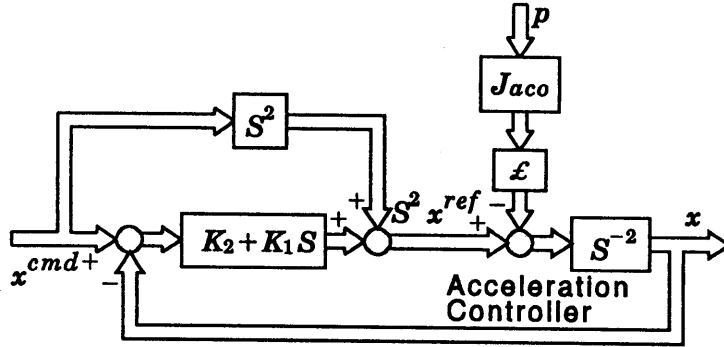 p
Jaco
S²
£
+
S² x^ref
−
+
x
+ +
K₂+K₁S
S⁻²
x^cmd +
−
Acceleration
Controller